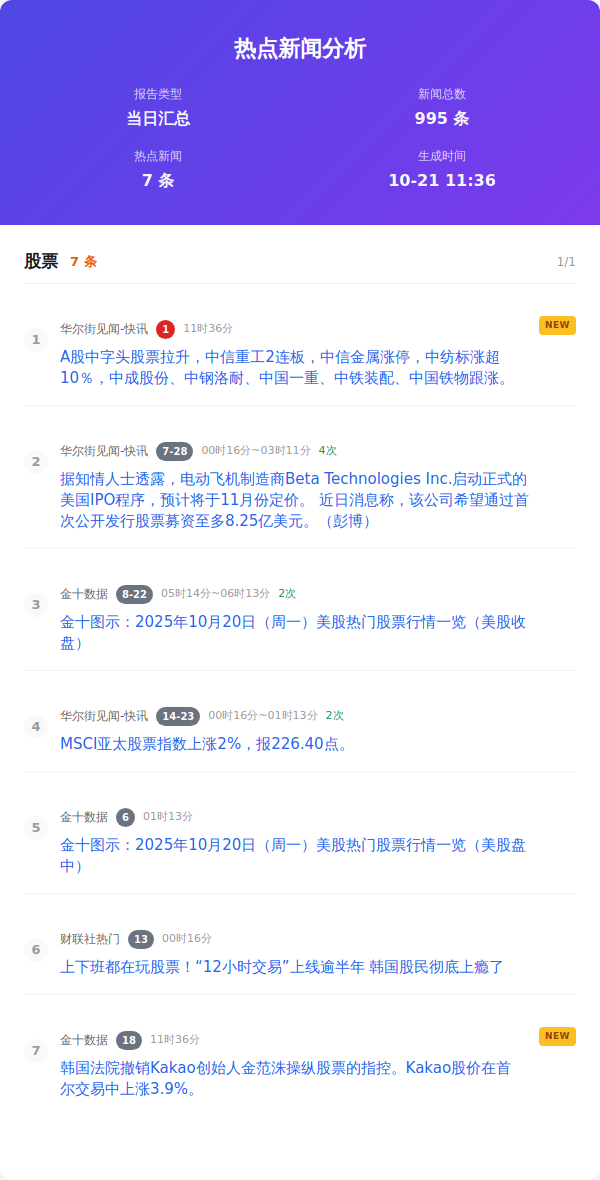 热点新闻分析
报告类型
当日汇总
新闻总数
995 条
热点新闻
7 条
生成时间
10-21 11:36
股票 7 条 1/1
1 华尔街见闻-快讯 1 11时36分 NEW
A股中字头股票拉升，中信重工2连板，中信金属涨停，中纺标涨超
10％，中成股份、中钢洛耐、中国一重、中铁装配、中国铁物跟涨。
2 华尔街见闻-快讯 7-28 00时16分~03时11分 4次
据知情人士透露，电动飞机制造商Beta Technologies Inc.启动正式的
美国IPO程序，预计将于11月份定价。 近日消息称，该公司希望通过首
次公开发行股票募资至多8.25亿美元。（彭博）
3 金十数据 8-22 05时14分~06时13分 2次
金十图示：2025年10月20日（周一）美股热门股票行情一览（美股收
盘）
4 华尔街见闻-快讯 14-23 00时16分~01时13分 2次
MSCI亚太股票指数上涨2%，报226.40点。
5 金十数据 6 01时13分
金十图示：2025年10月20日（周一）美股热门股票行情一览（美股盘
中）
6 财联社热门 13 00时16分
上下班都在玩股票！“12小时交易”上线逾半年 韩国股民彻底上瘾了
7 金十数据 18 11时36分 NEW
韩国法院撤销Kakao创始人金范洙操纵股票的指控。Kakao股价在首
尔交易中上涨3.9%。